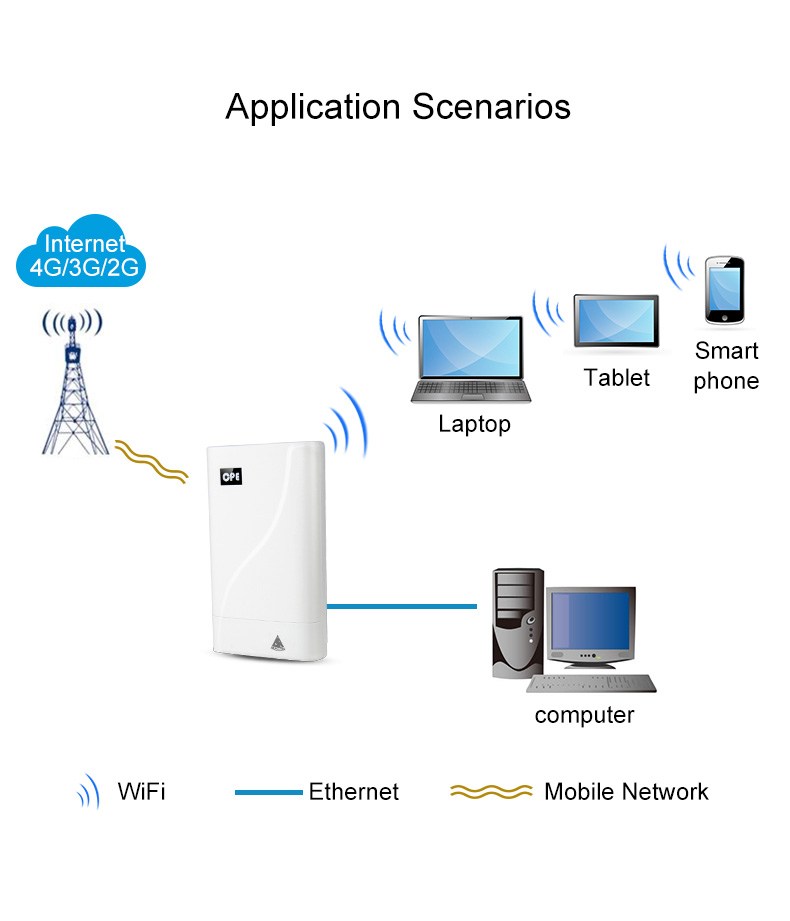 Application Scenarios
Internet
4G/3G/2G
Smart
phone
Tablet
Laptop
CPE
computer
WiFi
Ethernet
Mobile Network